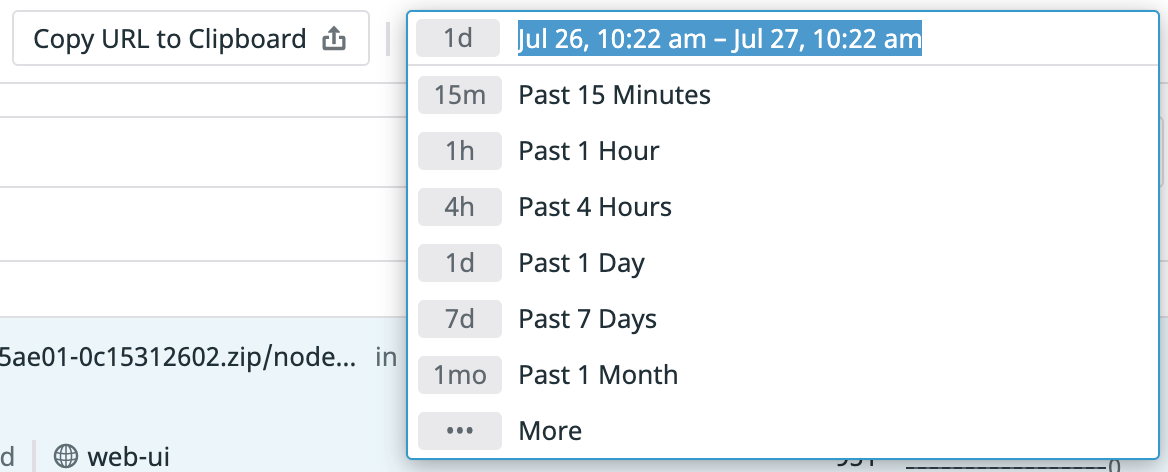 Copy URL to Clipboard
1d Jul 26, 10:22 am – Jul 27, 10:22 am
15m Past 15 Minutes
1h Past 1 Hour
4h Past 4 Hours
1d Past 1 Day
7d Past 7 Days
1mo Past 1 Month
••• More
5ae01-0c15312602.zip/node... in
d web-ui
0